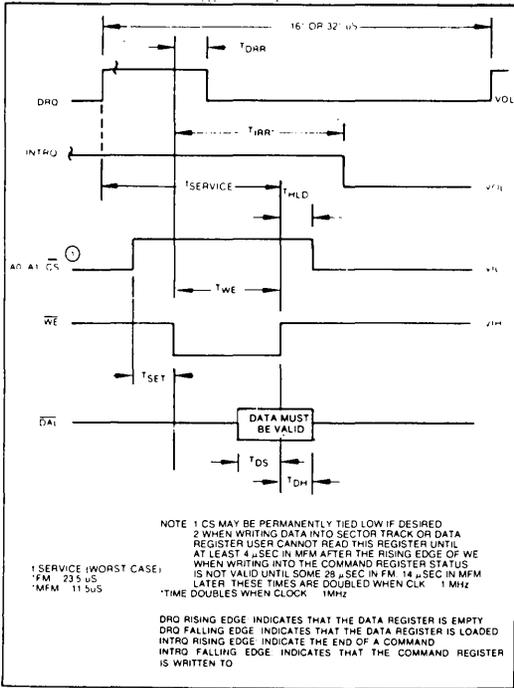 16* OR 32* µS
TDRR
DRQ
VOL
TIRR*
INTRQ
VOL
TSERVICE
THLD
A0 A1 CS 1
TWE
WE
VIH
TSET
DAL
DATA MUST
BE VALID
TDS
TDH
NOTE 1 CS MAY BE PERMANENTLY TIED LOW IF DESIRED
2 WHEN WRITING DATA INTO SECTOR TRACK OR DATA
REGISTER USER CANNOT READ THIS REGISTER UNTIL
AT LEAST 4 µSEC IN MFM AFTER THE RISING EDGE OF WE
WHEN WRITING INTO THE COMMAND REGISTER STATUS
IS NOT VALID UNTIL SOME 28 µSEC IN FM 14 µSEC IN MFM
LATER THESE TIMES ARE DOUBLED WHEN CLK 1 MHz
*TIME DOUBLES WHEN CLOCK 1MHz
SERVICE (WORST CASE)
*FM 23 5 uS
*MFM 11 5uS
DRQ RISING EDGE INDICATES THAT THE DATA REGISTER IS EMPTY
DRQ FALLING EDGE INDICATES THAT THE DATA REGISTER IS LOADED
INTRQ RISING EDGE INDICATE THE END OF A COMMAND
INTRQ FALLING EDGE INDICATES THAT THE COMMAND REGISTER
IS WRITTEN TO